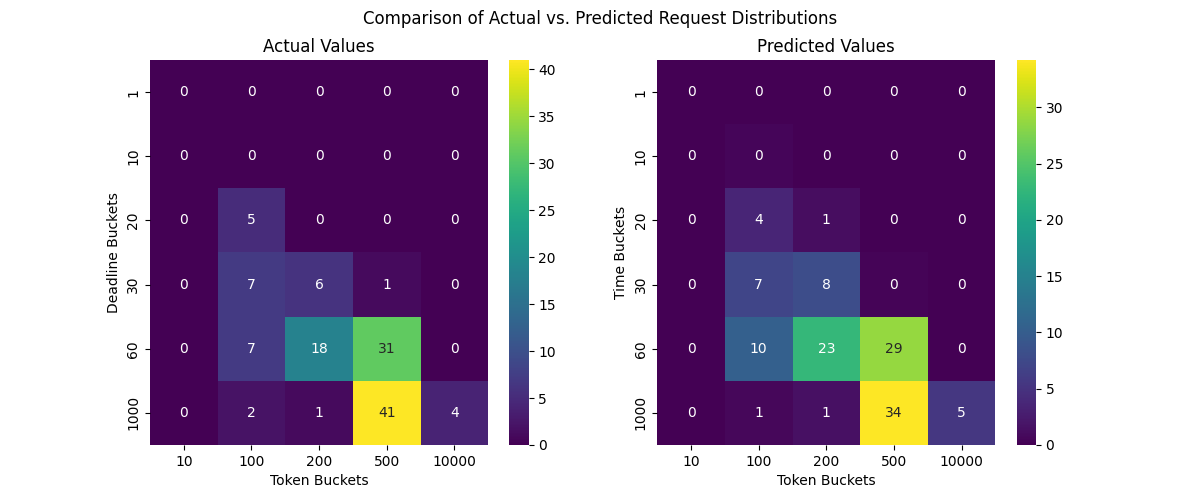 Comparison of Actual vs. Predicted Request Distributions
Actual Values
Deadline Buckets
1 0 0 0 0 0
10 0 0 0 0 0
20 0 5 0 0 0
30 0 7 6 1 0
60 0 7 18 31 0
1000 0 2 1 41 4
10 100 200 500 10000
Token Buckets
40
35
30
25
20
15
10
5
0
Predicted Values
Time Buckets
1 0 0 0 0 0
10 0 0 0 0 0
20 0 4 1 0 0
30 0 7 8 0 0
60 0 10 23 29 0
1000 0 1 1 34 5
10 100 200 500 10000
Token Buckets
30
25
20
15
10
5
0